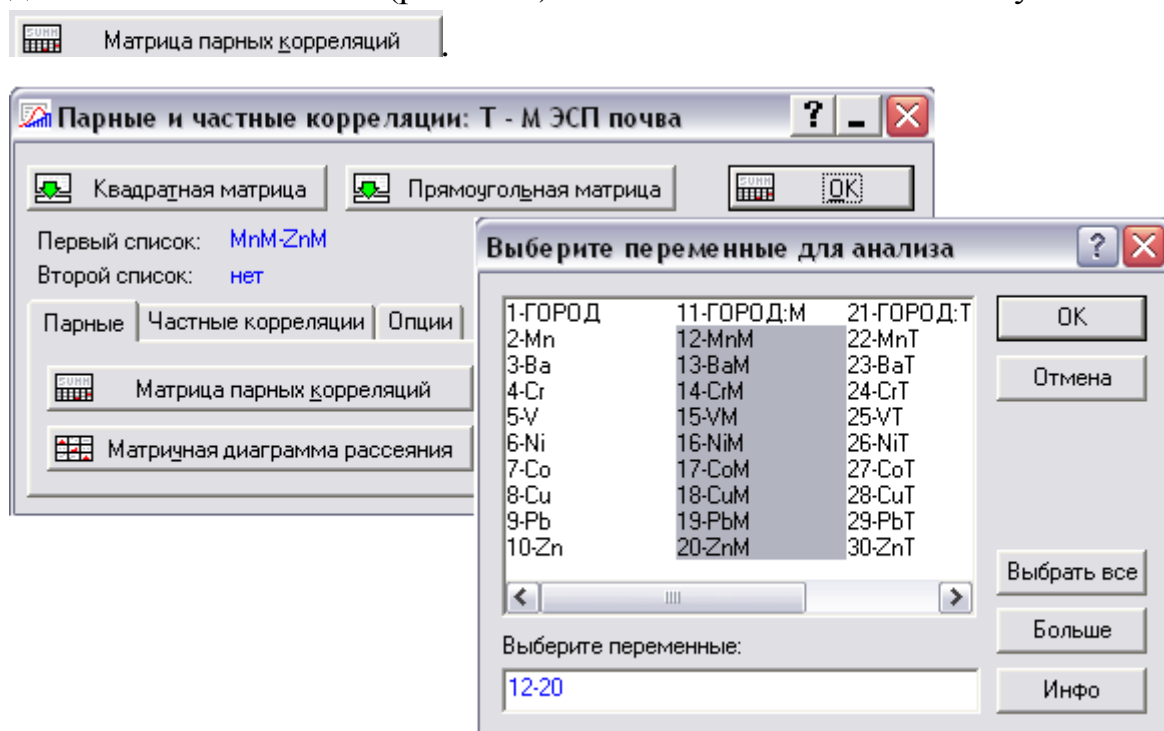 Матрица парных корреляций.
Парные и частные корреляции: Т - М ЭСП почва
Квадратная матрица Прямоугольная матрица OK
Первый список: MnM-ZnM
Второй список: нет
Парные Частные корреляции Опции
Матрица парных корреляций
Матричная диаграмма рассеяния
Выберите переменные для анализа
1-ГОРОД 11-ГОРОД:М 21-ГОРОД:Т
2-Mn 12-MnM 22-MnT
3-Ba 13-BaM 23-BaT
4-Cr 14-CrM 24-CrT
5-V 15-VM 25-VT
6-Ni 16-NiM 26-NiT
7-Co 17-CoM 27-CoT
8-Cu 18-CuM 28-CuT
9-Pb 19-PbM 29-PbT
10-Zn 20-ZnM 30-ZnT
Выберите переменные:
12-20
OK
Отмена
Выбрать все
Больше
Инфо